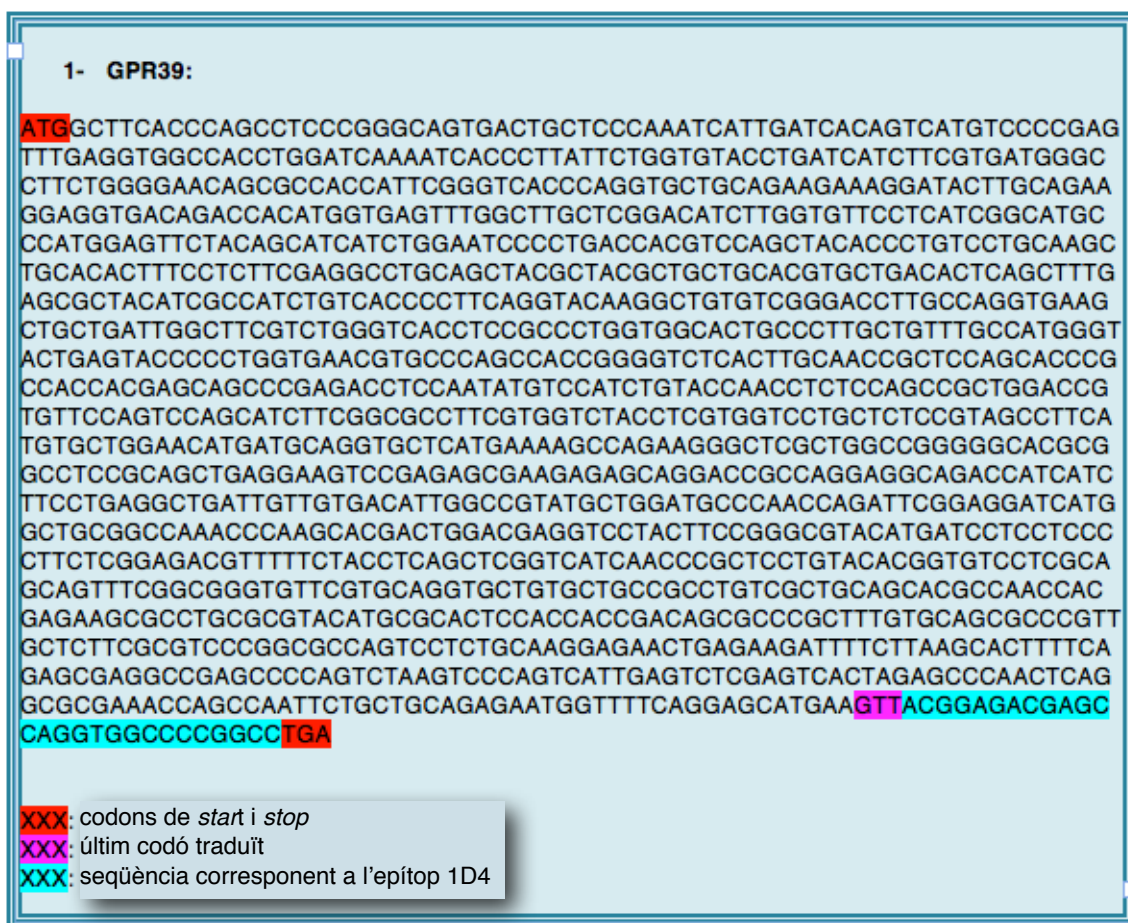 1- GPR39:
ATGGCTTCACCCAGCCTCCCGGGCAGTGACTGCTCCCAAATCATTGATCACAGTCATGTCCCCGAG
TTTGAGGTGGCCACCTGGATCAAAATCACCCTTATTCTGGTGTACCTGATCATCTTCGTGATGGGC
CTTCTGGGGAACAGCGCCACCATTCGGGTCACCCAGGTGCTGCAGAAGAAAGGATACTTGCAGAA
GGAGGTGACAGACCACATGGTGAGTTTGGCTTGCTCGGACATCTTGGTGTTCCTCATCGGCATGC
CCATGGAGTTCTACAGCATCATCTGGAATCCCCTGACCACGTCCAGCTACACCCTGTCCTGCAAGC
TGCACACTTTCCTCTTCGAGGCCTGCAGCTACGCTACGCTGCTGCACGTGCTGACACTCAGCTTTG
AGCGCTACATCGCCATCTGTCACCCCTTCAGGTACAAGGCTGTGTCGGGACCTTGCCAGGTGAAG
CTGCTGATTGGCTTCGTCTGGGTCACCTCCGCCCTGGTGGCACTGCCCTTGCTGTTTGCCATGGGT
ACTGAGTACCCCCTGGTGAACGTGCCCAGCCACCGGGGTCTCACTTGCAACCGCTCCAGCACCCG
CCACCACGAGCAGCCCGAGACCTCCAATATGTCCATCTGTACCAACCTCTCCAGCCGCTGGACCG
TGTTCCAGTCCAGCATCTTCGGCGCCTTCGTGGTCTACCTCGTGGTCCTGCTCTCCGTAGCCTTCA
TGTGCTGGAACATGATGCAGGTGCTCATGAAAAGCCAGAAGGGCTCGCTGGCCGGGGGCACGCG
GCCTCCGCAGCTGAGGAAGTCCGAGAGCGAAGAGAGCAGGACCGCCAGGAGGCAGACCATCATC
TTCCTGAGGCTGATTGTTGTGACATTGGCCGTATGCTGGATGCCCAACCAGATTCGGAGGATCATG
GCTGCGGCCAAACCCAAGCACGACTGGACGAGGTCCTACTTCCGGGCGTACATGATCCTCCTCCC
CTTCTCGGAGACGTTTTTCTACCTCAGCTCGGTCATCAACCCGCTCCTGTACACGGTGTCCTCGCA
GCAGTTTCGGCGGGTGTTCGTGCAGGTGCTGTGCTGCCGCCTGTCGCTGCAGCACGCCAACCAC
GAGAAGCGCCTGCGCGTACATGCGCACTCCACCACCGACAGCGCCCGCTTTGTGCAGCGCCCGTT
GCTCTTCGCGTCCCGGCGCCAGTCCTCTGCAAGGAGAACTGAGAAGATTTTCTTAAGCACTTTTCA
GAGCGAGGCCGAGCCCCAGTCTAAGTCCCAGTCATTGAGTCTCGAGTCACTAGAGCCCAACTCAG
GCGCGAAACCAGCCAATTCTGCTGCAGAGAATGGTTTTCAGGAGCATGAAGTTACGGAGACGAGC
CAGGTGGCCCCGGCCTGA
XXX: codons de start i stop
XXX: últim codó traduït
XXX: seqüència corresponent a l'epítop 1D4